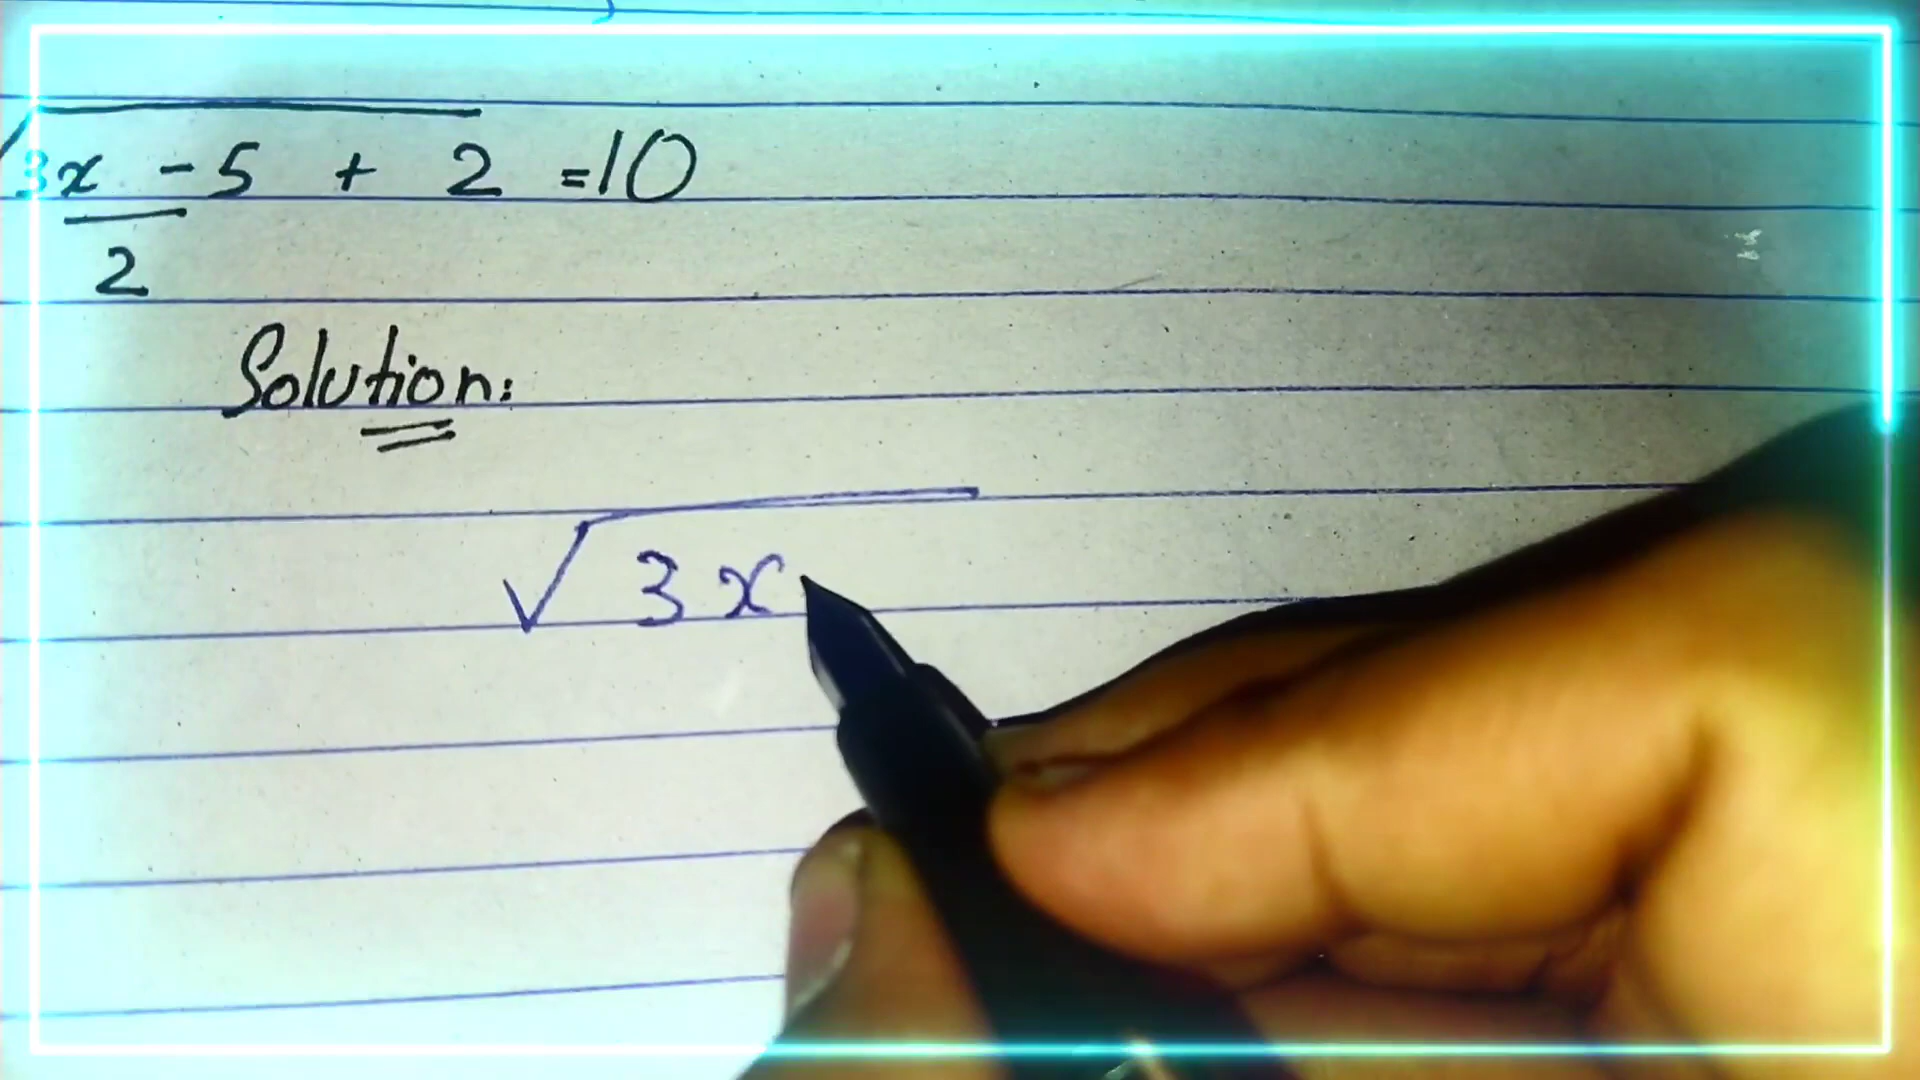 √3x - 5 + 2 = 10
2
Solution:
√3x